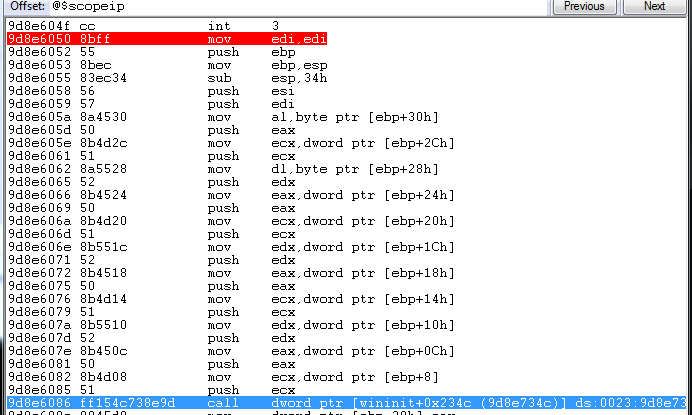 Offset: @$scopeip Previous Next
9d8e604f cc int 3
9d8e6050 8bff mov edi,edi
9d8e6052 55 push ebp
9d8e6053 8bec mov ebp,esp
9d8e6055 83ec34 sub esp,34h
9d8e6058 56 push esi
9d8e6059 57 push edi
9d8e605a 8a4530 mov al,byte ptr [ebp+30h]
9d8e605d 50 push eax
9d8e605e 8b4d2c mov ecx,dword ptr [ebp+2Ch]
9d8e6061 51 push ecx
9d8e6062 8a5528 mov dl,byte ptr [ebp+28h]
9d8e6065 52 push edx
9d8e6066 8b4524 mov eax,dword ptr [ebp+24h]
9d8e6069 50 push eax
9d8e606a 8b4d20 mov ecx,dword ptr [ebp+20h]
9d8e606d 51 push ecx
9d8e606e 8b551c mov edx,dword ptr [ebp+1Ch]
9d8e6071 52 push edx
9d8e6072 8b4518 mov eax,dword ptr [ebp+18h]
9d8e6075 50 push eax
9d8e6076 8b4d14 mov ecx,dword ptr [ebp+14h]
9d8e6079 51 push ecx
9d8e607a 8b5510 mov edx,dword ptr [ebp+10h]
9d8e607d 52 push edx
9d8e607e 8b450c mov eax,dword ptr [ebp+0Ch]
9d8e6081 50 push eax
9d8e6082 8b4d08 mov ecx,dword ptr [ebp+8]
9d8e6085 51 push ecx
9d8e6086 ff154c738e9d call dword ptr [wininit+0x234c (9d8e734c)] ds:0023:9d8e73